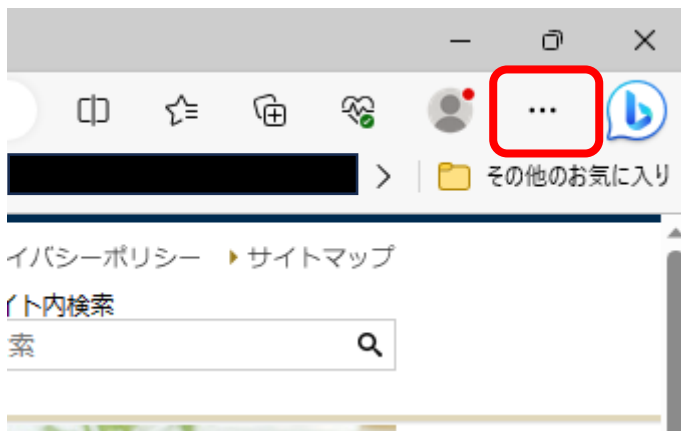 その他のお気に入り
イバシーポリシー サイトマップ
イト内検索
索